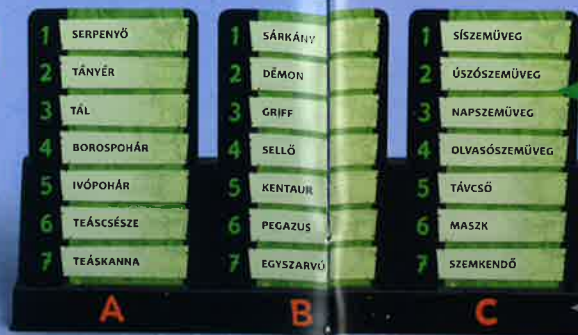 1 SERPENYŐ
2 TÁNYÉR
3 TÁL
4 BOROSPOHÁR
5 IVÓPOHÁR
6 TEÁSCSÉSZE
7 TEÁSKANNA
A
1 SÁRKÁNY
2 DÉMON
3 GRIFF
4 SELLŐ
5 KENTAUR
6 PEGAZUS
7 EGYSZARVÚ
B
1 SÍSZEMÜVEG
2 ÚSZÓSZEMÜVEG
3 NAPSZEMÜVEG
4 OLVASÓSZEMÜVEG
5 TÁVCSŐ
6 MASZK
7 SZEMKENDŐ
C